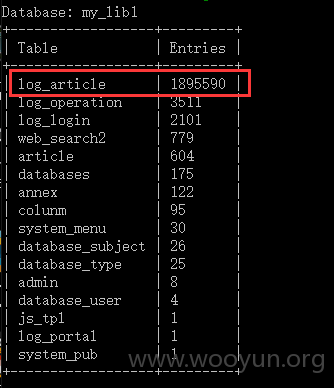 Database: my_lib1
Table | Entries
log_article | 1895590
log_operation | 3511
log_login | 2101
web_search2 | 779
article | 604
databases | 175
annex | 122
colunm | 95
system_menu | 30
database_subject | 26
database_type | 25
admin | 8
database_user | 4
js_tpl | 1
log_portal | 1
system_pub | 1
www.wooyun.org